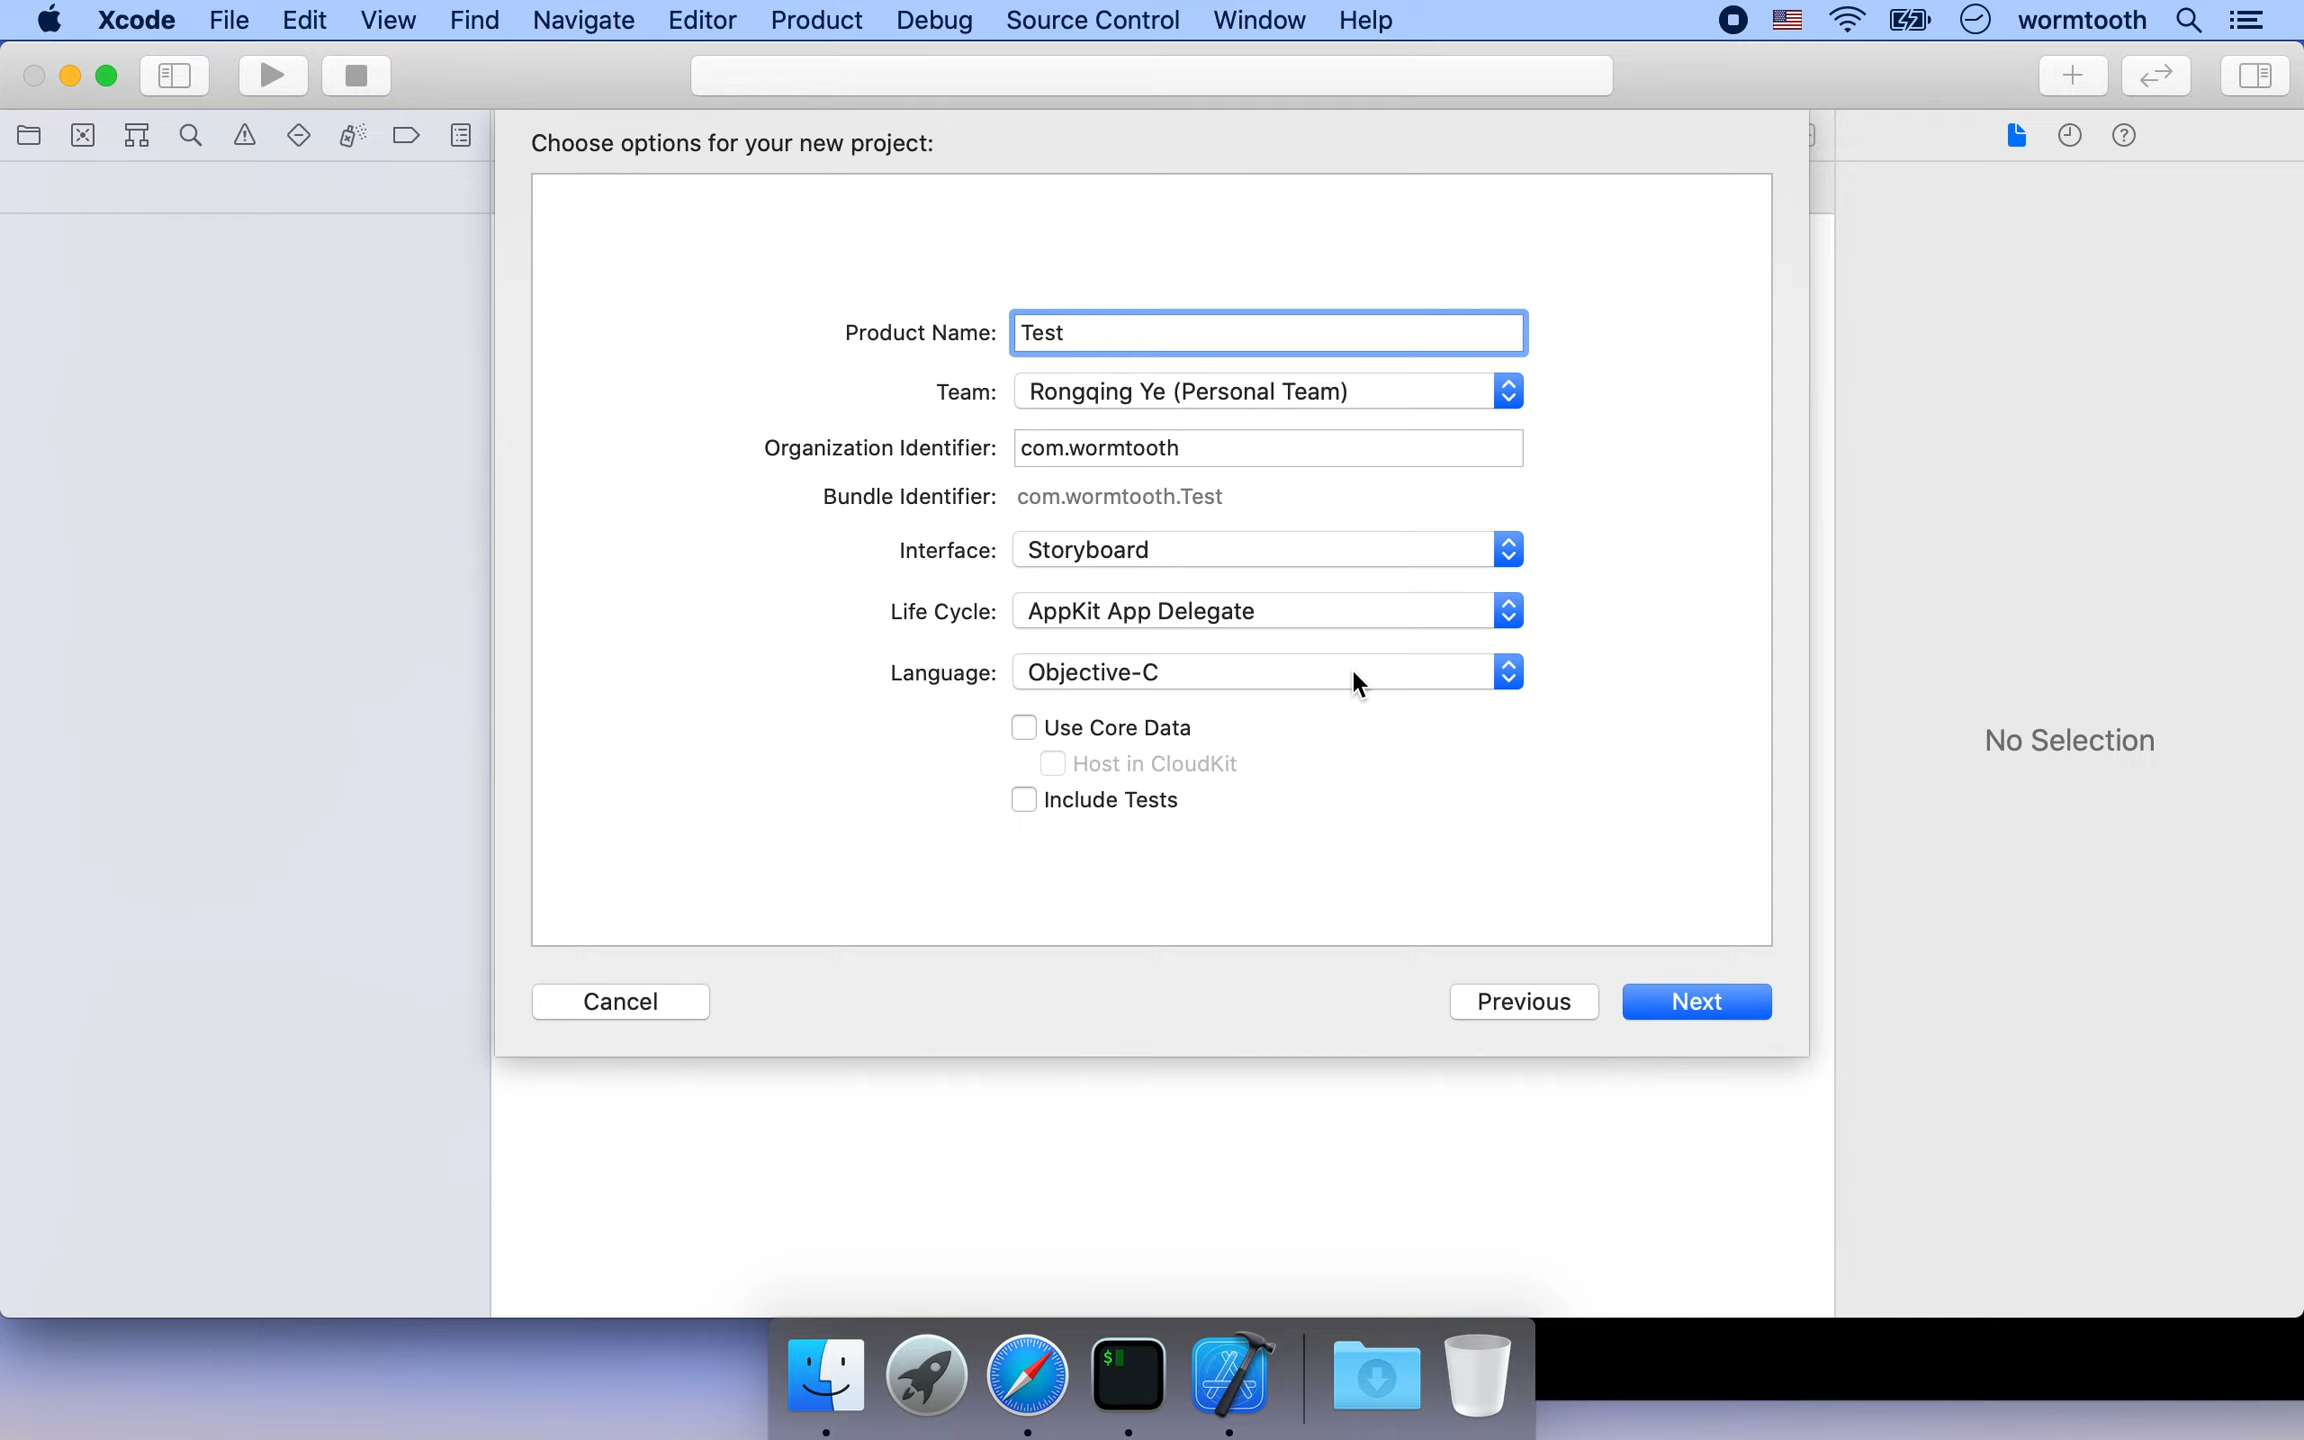 Xcode File Edit View Find Navigate Editor Product Debug Source Control Window Help wormtooth
Choose options for your new project:
Product Name: Test
Team: Rongqing Ye (Personal Team)
Organization Identifier: com.wormtooth
Bundle Identifier: com.wormtooth.Test
Interface: Storyboard
Life Cycle: AppKit App Delegate
Language: Objective-C
Use Core Data
Host in CloudKit
Include Tests
No Selection
Cancel Previous Next
$